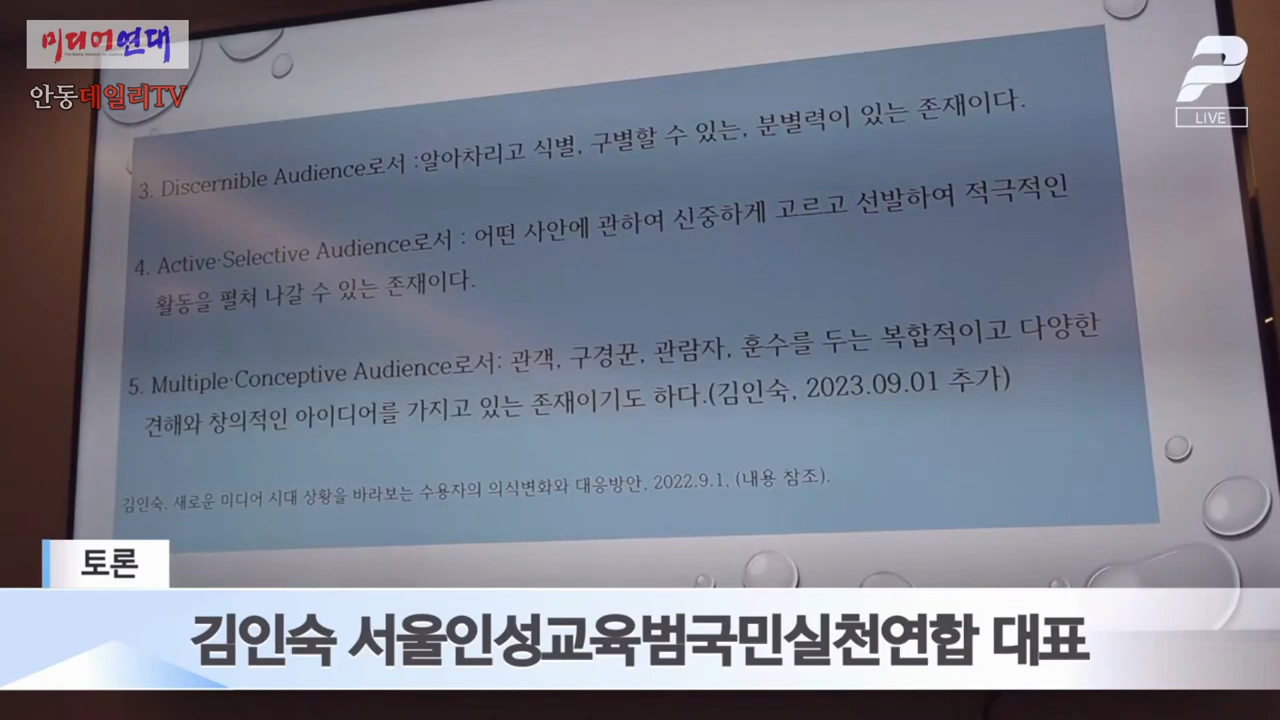 미디어연대
안동데일리TV
LIVE
3. Discernible Audience로서 :알아차리고 식별, 구별할 수 있는, 분별력이 있는 존재이다.
4. Active·Selective Audience로서 : 어떤 사안에 관하여 신중하게 고르고 선발하여 적극적인
활동을 펼쳐 나갈 수 있는 존재이다.
5. Multiple·Conceptive Audience로서: 관객, 구경꾼, 관람자, 훈수를 두는 복합적이고 다양한
견해와 창의적인 아이디어를 가지고 있는 존재이기도 하다.(김인숙, 2023.09.01 추가)
김인숙, 새로운 미디어 시대 상황을 바라보는 수용자의 의식변화와 대응방안, 2022.9.1, (내용 참조).
토론
김인숙 서울인성교육범국민실천연합 대표